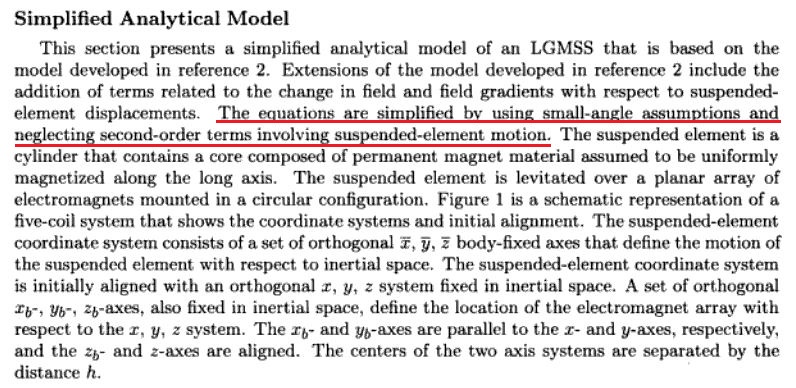 Simplified Analytical Model
This section presents a simplified analytical model of an LGMSS that is based on the
model developed in reference 2. Extensions of the model developed in reference 2 include the
addition of terms related to the change in field and field gradients with respect to suspended-
element displacements. The equations are simplified by using small-angle assumptions and
neglecting second-order terms involving suspended-element motion. The suspended element is a
cylinder that contains a core composed of permanent magnet material assumed to be uniformly
magnetized along the long axis. The suspended element is levitated over a planar array of
electromagnets mounted in a circular configuration. Figure 1 is a schematic representation of a
five-coil system that shows the coordinate systems and initial alignment. The suspended-element
coordinate system consists of a set of orthogonal x̅, y̅, z̅ body-fixed axes that define the motion of
the suspended element with respect to inertial space. The suspended-element coordinate system
is initially aligned with an orthogonal x, y, z system fixed in inertial space. A set of orthogonal
x_b-, y_b-, z_b-axes, also fixed in inertial space, define the location of the electromagnet array with
respect to the x, y, z system. The x_b- and y_b-axes are parallel to the x- and y-axes, respectively,
and the z_b- and z-axes are aligned. The centers of the two axis systems are separated by the
distance h.